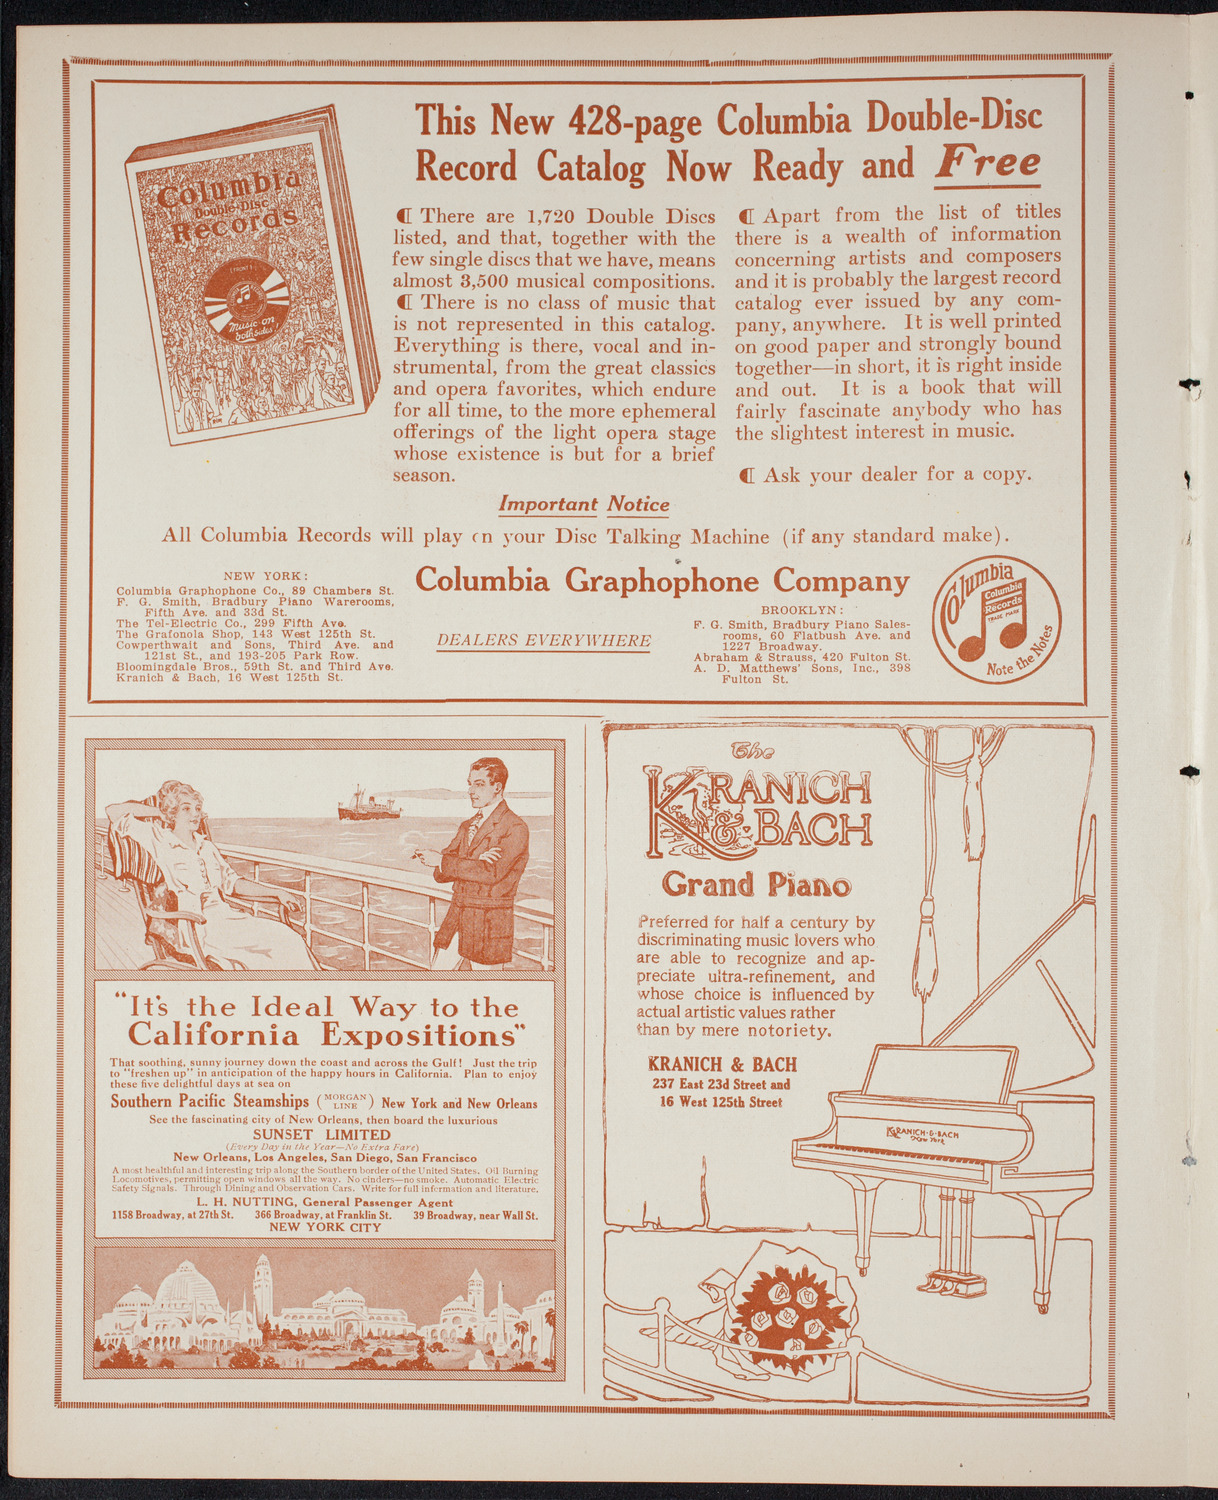 This New 428-page Columbia Double-Disc
Record Catalog Now Ready and Free
Columbia
Double-Disc
Records
Music on
both sides
¶ There are 1,720 Double Discs
listed, and that, together with the
few single discs that we have, means
almost 3,500 musical compositions.
¶ There is no class of music that
is not represented in this catalog.
Everything is there, vocal and in-
strumental, from the great classics
and opera favorites, which endure
for all time, to the more ephemeral
offerings of the light opera stage
whose existence is but for a brief
season.
¶ Apart from the list of titles
there is a wealth of information
concerning artists and composers
and it is probably the largest record
catalog ever issued by any com-
pany, anywhere. It is well printed
on good paper and strongly bound
together—in short, it is right inside
and out. It is a book that will
fairly fascinate anybody who has
the slightest interest in music.
¶ Ask your dealer for a copy.
Important Notice
All Columbia Records will play on your Disc Talking Machine (if any standard make).
NEW YORK:
Columbia Graphophone Co., 89 Chambers St.
F. G. Smith, Bradbury Piano Warerooms,
Fifth Ave. and 33d St.
The Tel-Electric Co., 299 Fifth Ave.
The Grafonola Shop, 143 West 125th St.
Cowperthwait and Sons, Third Ave. and
121st St., and 193-205 Park Row.
Bloomingdale Bros., 59th St. and Third Ave.
Kranich & Bach, 16 West 125th St.
Columbia Graphophone Company
DEALERS EVERYWHERE
BROOKLYN:
F. G. Smith, Bradbury Piano Sales-
rooms, 60 Flatbush Ave. and
1227 Broadway.
Abraham & Strauss, 420 Fulton St.
A. D. Matthews' Sons, Inc., 398
Fulton St.
Columbia
Columbia
Records
TRADE MARK
Note the Notes
"It's the Ideal Way to the
California Expositions"
That soothing, sunny journey down the coast and across the Gulf! Just the trip
to "freshen up" in anticipation of the happy hours in California. Plan to enjoy
these five delightful days at sea on
Southern Pacific Steamships (MORGAN LINE) New York and New Orleans
See the fascinating city of New Orleans, then board the luxurious
SUNSET LIMITED
(Every Day in the Year—No Extra Fare)
New Orleans, Los Angeles, San Diego, San Francisco
A most healthful and interesting trip along the Southern border of the United States. Oil Burning
Locomotives, permitting open windows all the way. No cinders—no smoke. Automatic Electric
Safety Signals. Through Dining and Observation Cars. Write for full information and literature.
L. H. NUTTING, General Passenger Agent
1158 Broadway, at 27th St. 366 Broadway, at Franklin St. 39 Broadway, near Wall St.
NEW YORK CITY
The
KRANICH
& BACH
Grand Piano
Preferred for half a century by
discriminating music lovers who
are able to recognize and ap-
preciate ultra-refinement, and
whose choice is influenced by
actual artistic values rather
than by mere notoriety.
KRANICH & BACH
237 East 23d Street and
16 West 125th Street
KRANICH-&-BACH
New York